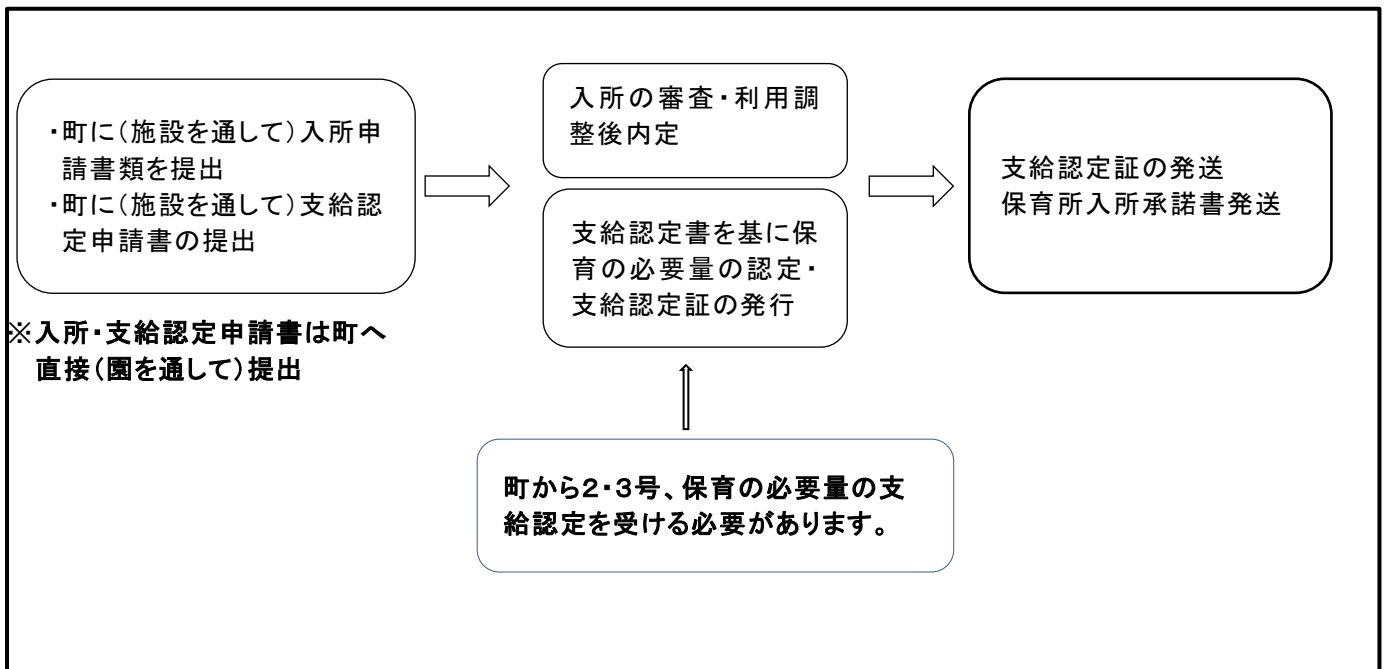 ・町に(施設を通して)入所申
請書類を提出
・町に(施設を通して)支給認
定申請書の提出
※入所・支給認定申請書は町へ
直接(園を通して)提出
入所の審査・利用調
整後内定
支給認定書を基に保
育の必要量の認定・
支給認定証の発行
町から2・3号、保育の必要量の支
給認定を受ける必要があります。
支給認定証の発送
保育所入所承諾書発送